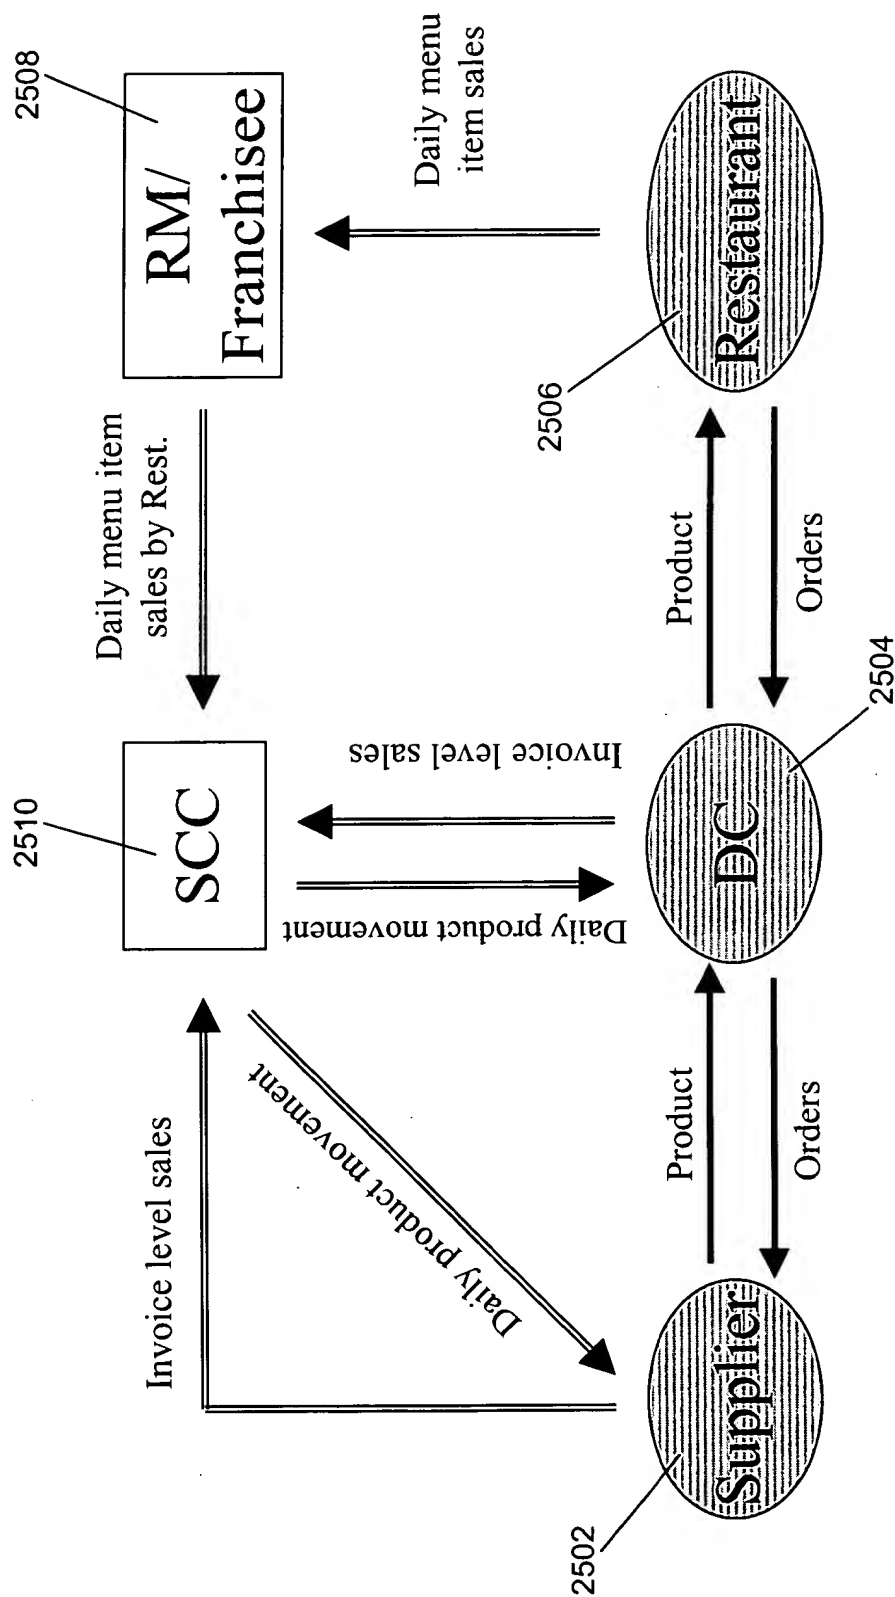 2510
2508
Invoice level sales
SCC
Daily menu item
sales by Rest.
RM/
Franchisee
Daily product movement
Daily product movement
Invoice level sales
Daily menu
item sales
2506
Product
Product
Supplier
DC
Restaurant
2502
Orders
Orders
2504